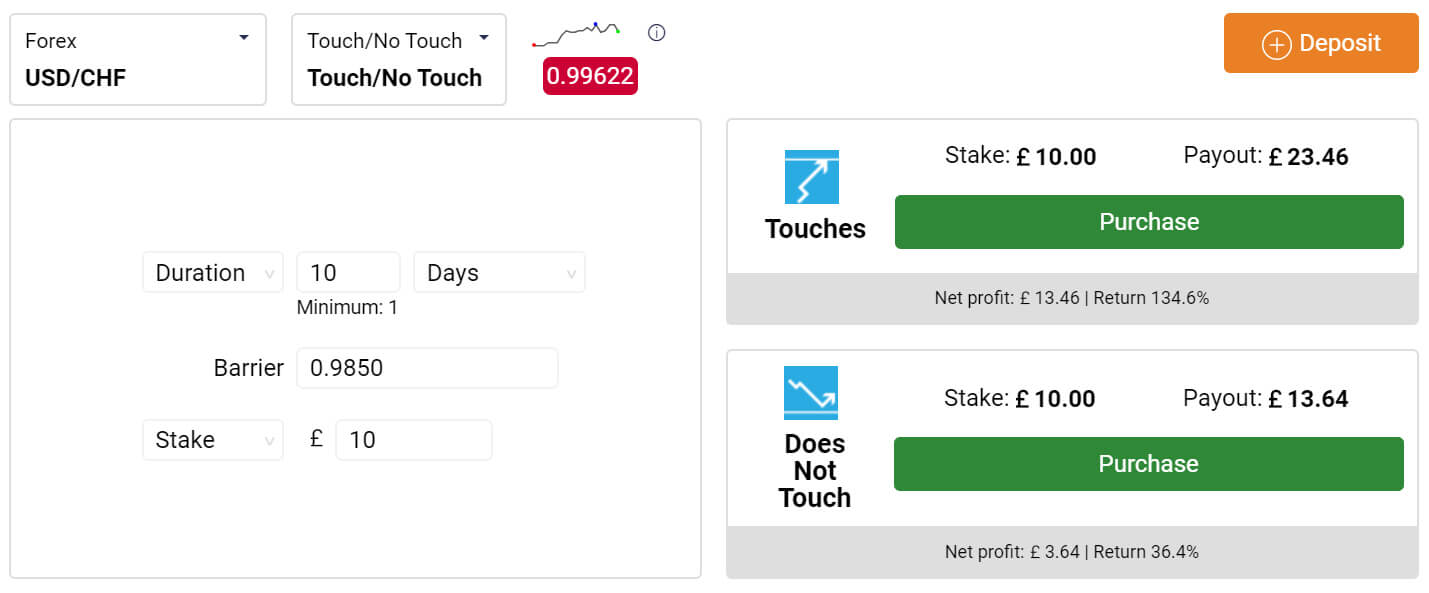 Forex
USD/CHF
Touch/No Touch
Touch/No Touch
0.99622
Deposit
Duration
10
Days
Minimum: 1
Barrier
0.9850
Stake
£
10
Touches
Stake: £ 10.00
Payout: £ 23.46
Purchase
Net profit: £ 13.46 | Return 134.6%
Does
Not
Touch
Stake: £ 10.00
Payout: £ 13.64
Purchase
Net profit: £ 3.64 | Return 36.4%